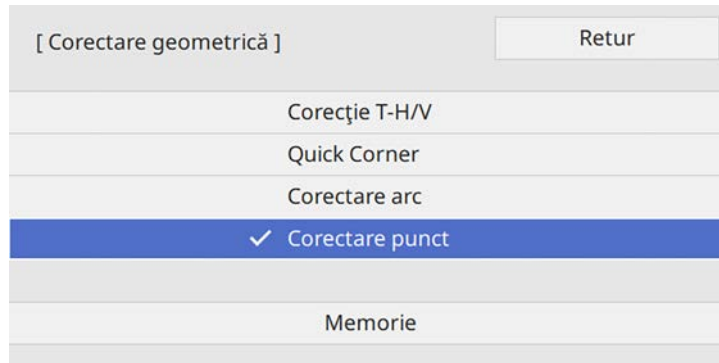 [ Corectare geometrică ]
Retur
Corecţie T-H/V
Quick Corner
Corectare arc
✓ Corectare punct
Memorie